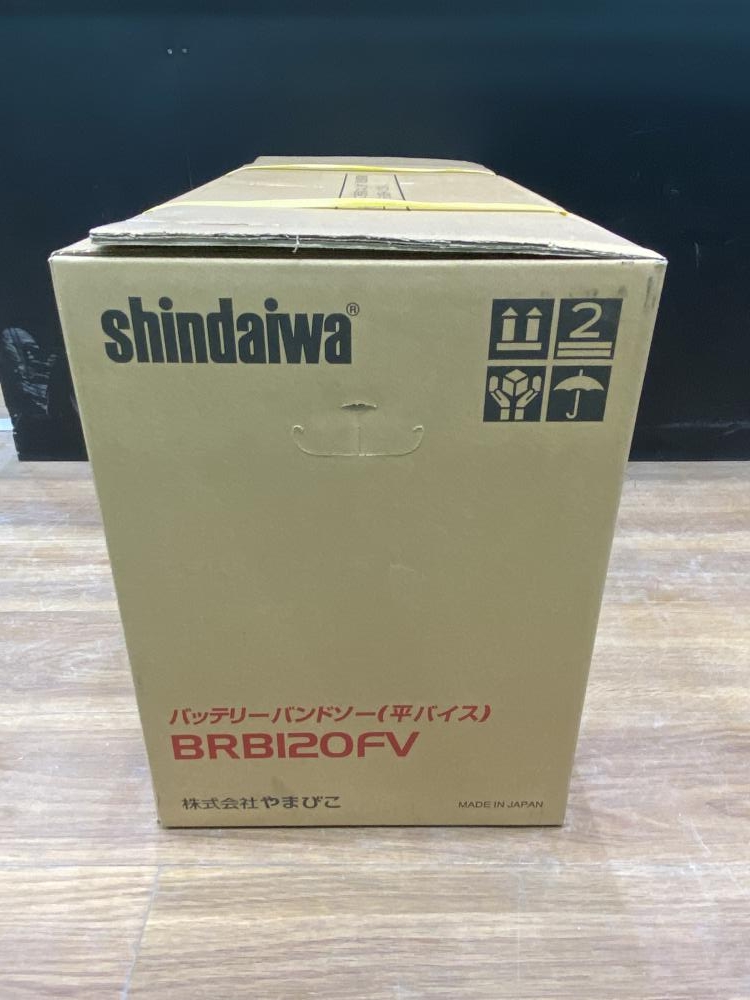 shindaiwa®
2
バッテリーバンドソー(平バイス)
BRB120FV
株式会社やまびこ
MADE IN JAPAN